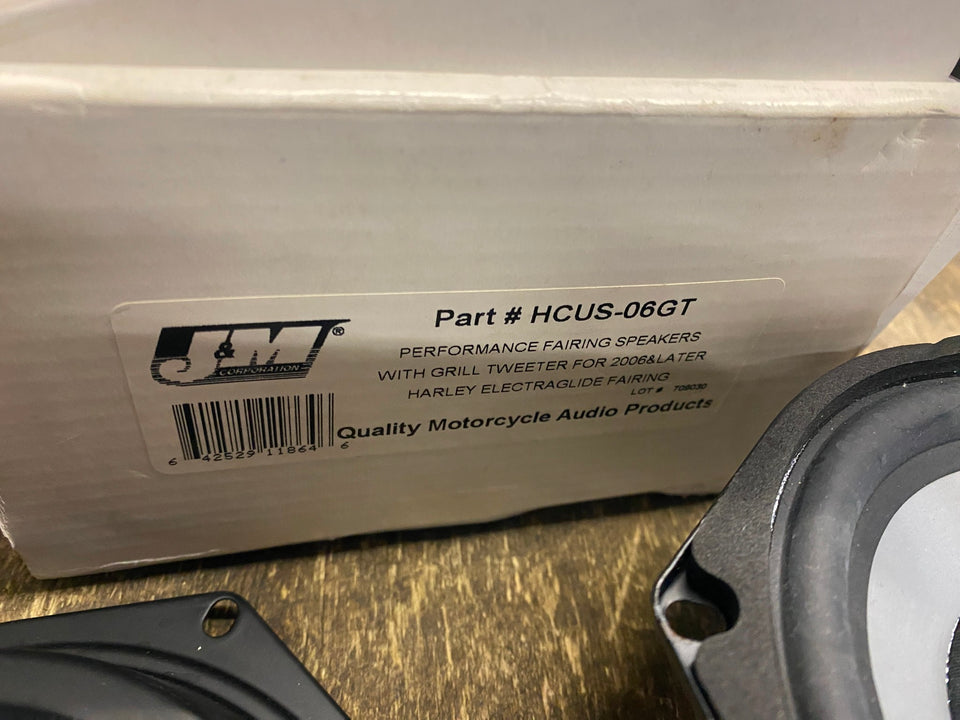 J&M®
CORPORATION
Part # HCUS-06GT
PERFORMANCE FAIRING SPEAKERS
WITH GRILL TWEETER FOR 2006&LATER
HARLEY ELECTRAGLIDE FAIRING
LOT # 708030
Quality Motorcycle Audio Products
6 42529 11864 6